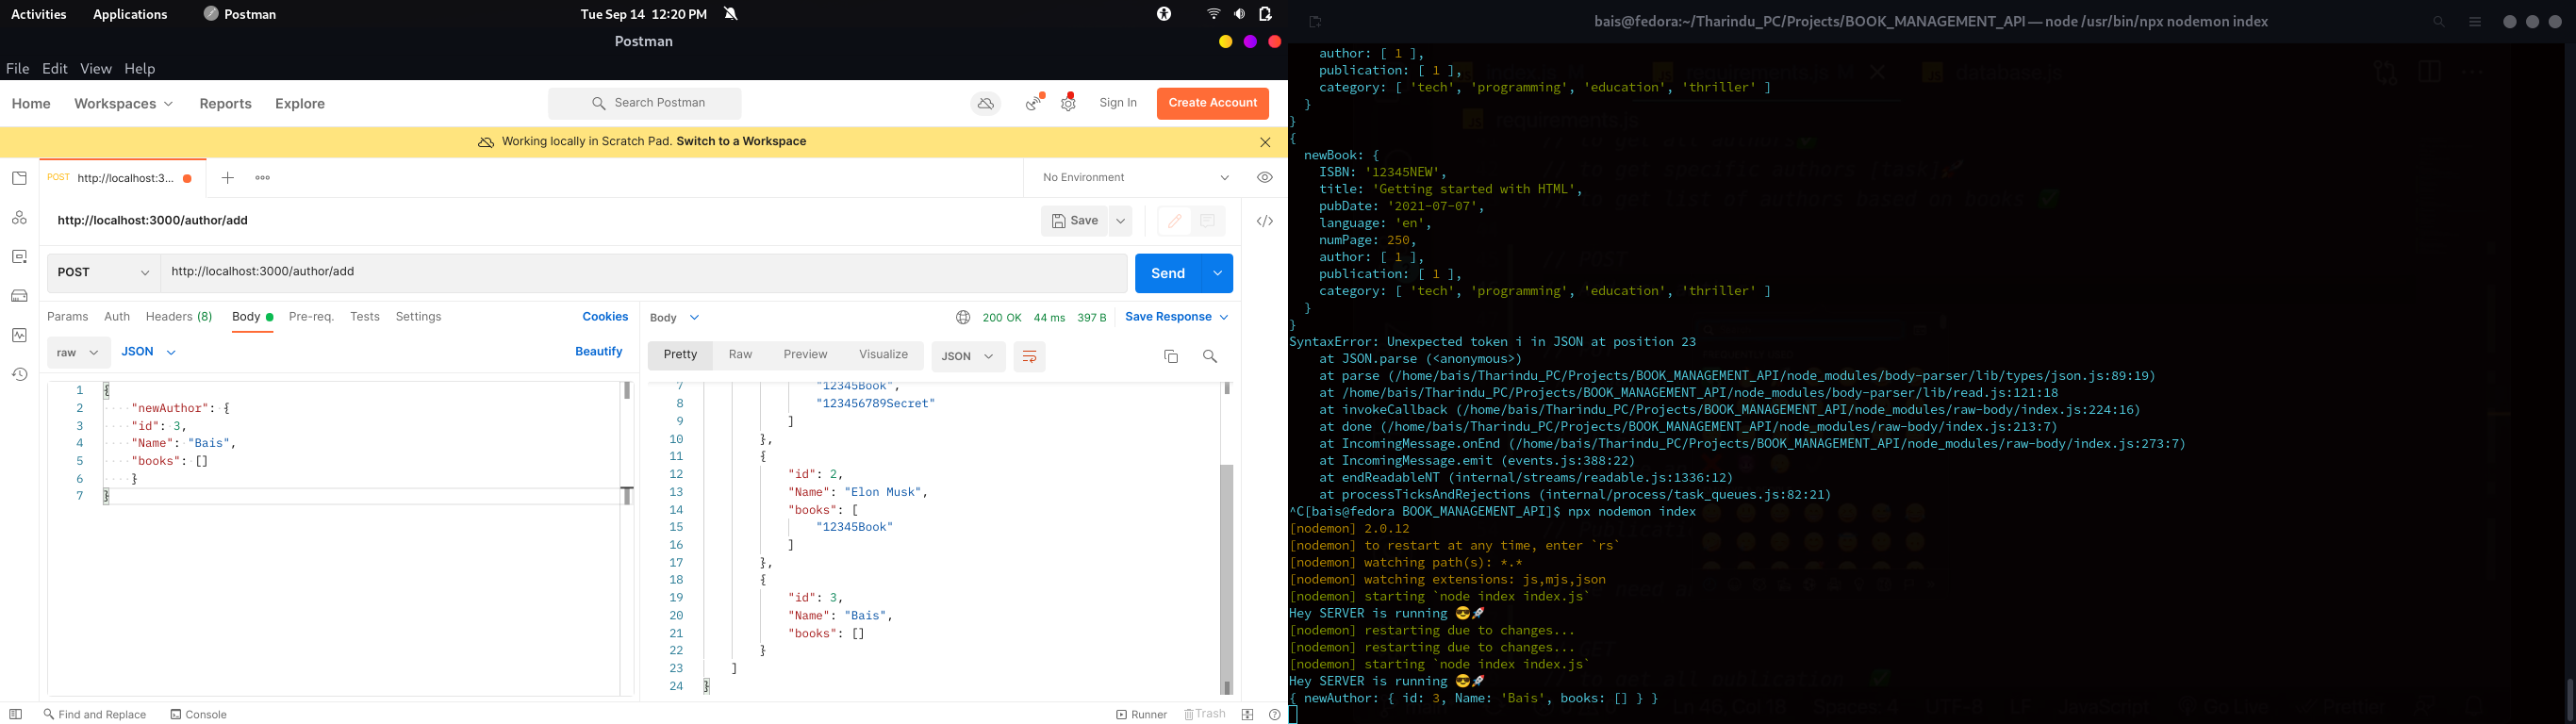 Activities Applications Postman Tue Sep 14 12:20 PM
Postman
File Edit View Help
Home Workspaces Reports Explore Search Postman Sign In Create Account
Working locally in Scratch Pad. Switch to a Workspace
POST http://localhost:3... No Environment
http://localhost:3000/author/add Save
POST http://localhost:3000/author/add Send
Params Auth Headers (8) Body Pre-req. Tests Settings Cookies
raw JSON Beautify
1 {
2 "newAuthor": {
3 "id": 3,
4 "Name": "Bais",
5 "books": []
6 }
7 }
Body 200 OK 44 ms 397 B Save Response
Pretty Raw Preview Visualize JSON
7 "12345Book",
8 "123456789Secret"
9 ]
10 },
11 {
12 "id": 2,
13 "Name": "Elon Musk",
14 "books": [
15 "12345Book"
16 ]
17 },
18 {
19 "id": 3,
20 "Name": "Bais",
21 "books": []
22 }
23 ]
24 }
Find and Replace Console Runner Trash
bais@fedora:~/Tharindu_PC/Projects/BOOK_MANAGEMENT_API — node /usr/bin/npx nodemon index
author: [ 1 ],
publication: [ 1 ],
category: [ 'tech', 'programming', 'education', 'thriller' ]
}
}
{
newBook: {
ISBN: '12345NEW',
title: 'Getting started with HTML',
pubDate: '2021-07-07',
language: 'en',
numPage: 250,
author: [ 1 ],
publication: [ 1 ],
category: [ 'tech', 'programming', 'education', 'thriller' ]
}
}
SyntaxError: Unexpected token i in JSON at position 23
at JSON.parse (<anonymous>)
at parse (/home/bais/Tharindu_PC/Projects/BOOK_MANAGEMENT_API/node_modules/body-parser/lib/types/json.js:89:19)
at /home/bais/Tharindu_PC/Projects/BOOK_MANAGEMENT_API/node_modules/body-parser/lib/read.js:121:18
at invokeCallback (/home/bais/Tharindu_PC/Projects/BOOK_MANAGEMENT_API/node_modules/raw-body/index.js:224:16)
at done (/home/bais/Tharindu_PC/Projects/BOOK_MANAGEMENT_API/node_modules/raw-body/index.js:213:7)
at IncomingMessage.onEnd (/home/bais/Tharindu_PC/Projects/BOOK_MANAGEMENT_API/node_modules/raw-body/index.js:273:7)
at IncomingMessage.emit (events.js:388:22)
at endReadableNT (internal/streams/readable.js:1336:12)
at processTicksAndRejections (internal/process/task_queues.js:82:21)
^C[bais@fedora BOOK_MANAGEMENT_API]$ npx nodemon index
[nodemon] 2.0.12
[nodemon] to restart at any time, enter `rs`
[nodemon] watching path(s): *.*
[nodemon] watching extensions: js,mjs,json
[nodemon] starting `node index index.js`
Hey SERVER is running 😎🚀
[nodemon] restarting due to changes...
[nodemon] restarting due to changes...
[nodemon] starting `node index index.js`
Hey SERVER is running 😎🚀
{ newAuthor: { id: 3, Name: 'Bais', books: [] } }